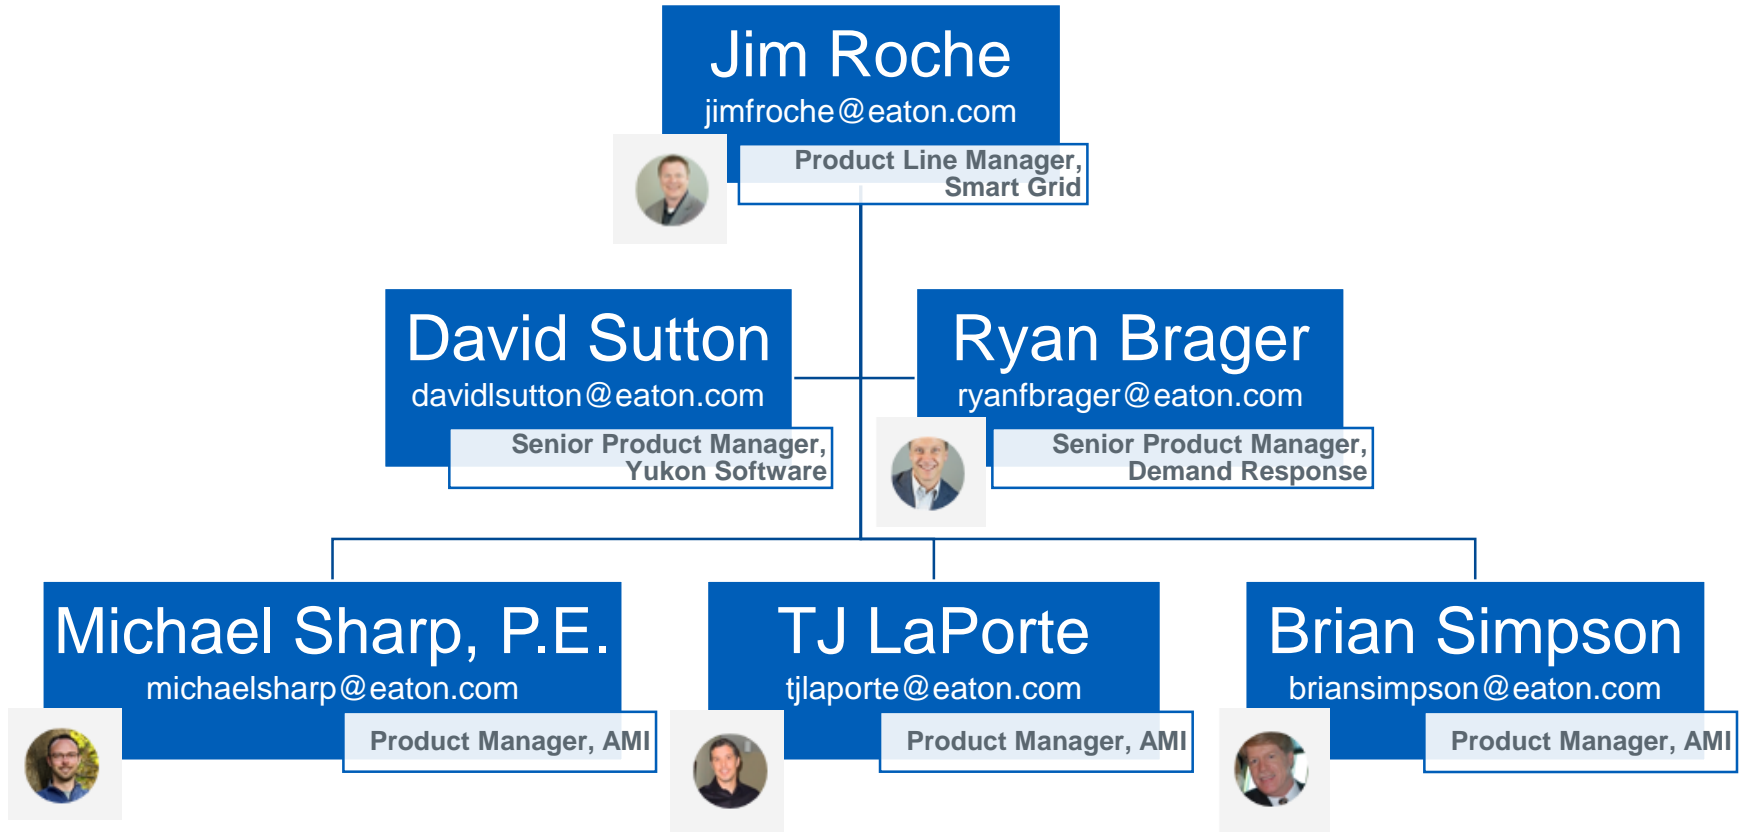 Jim Roche
jimfroche@eaton.com
Product Line Manager,
Smart Grid
David Sutton
davidlsutton@eaton.com
Senior Product Manager,
Yukon Software
Ryan Brager
ryanfbrager@eaton.com
Senior Product Manager,
Demand Response
Michael Sharp, P.E.
michaelsharp@eaton.com
Product Manager, AMI
TJ LaPorte
tjlaporte@eaton.com
Product Manager, AMI
Brian Simpson
briansimpson@eaton.com
Product Manager, AMI